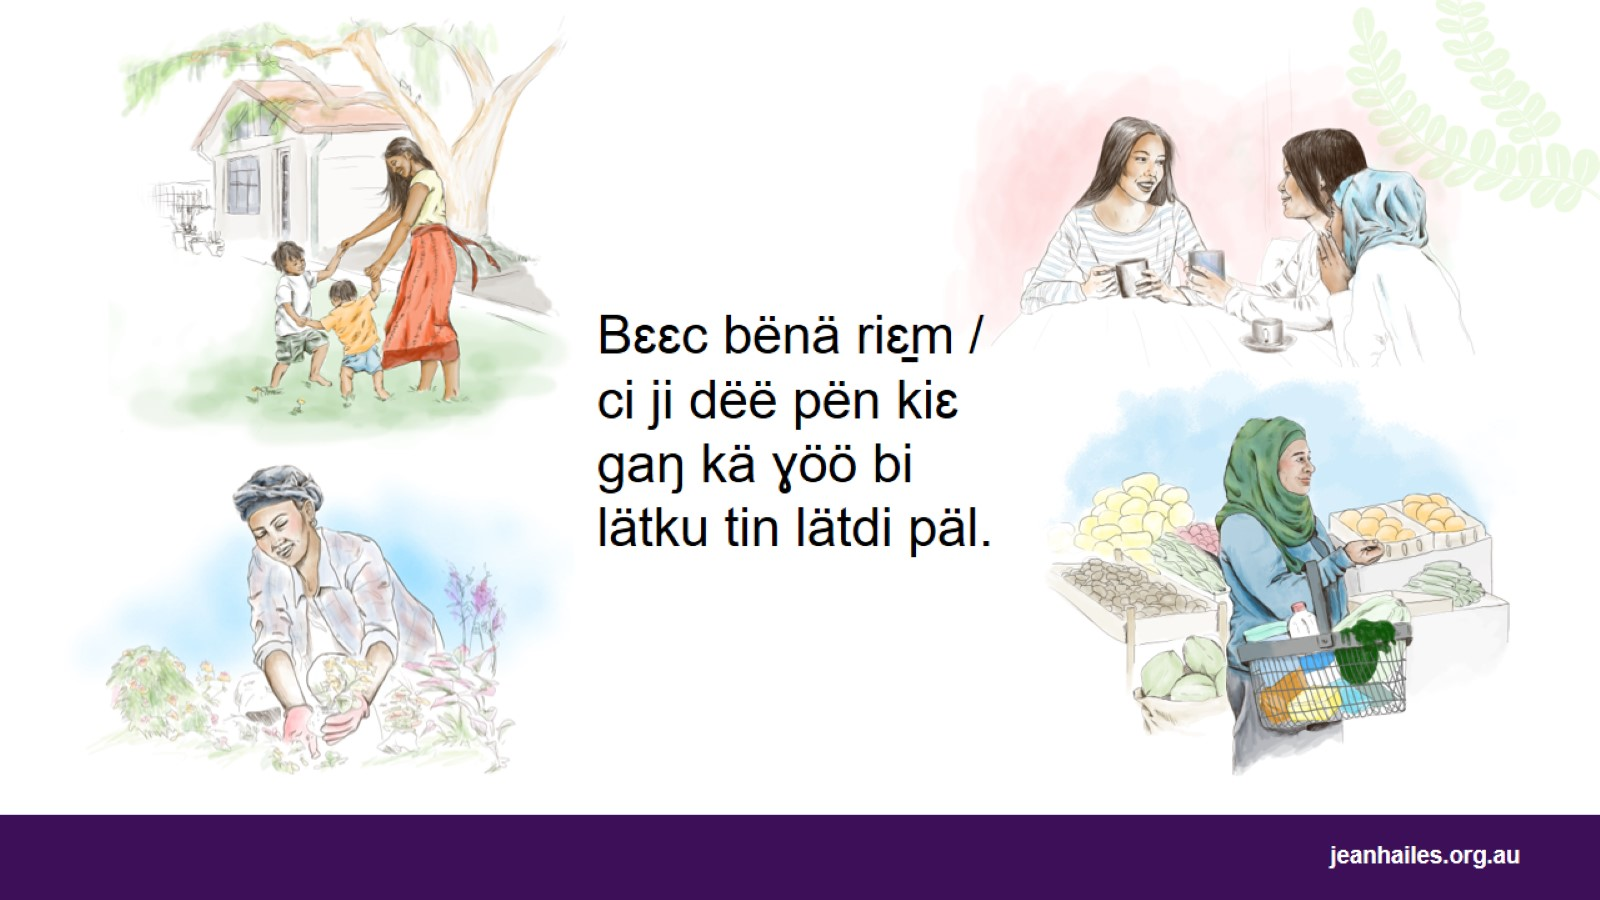 Bɛɛc bënä riɛ̱m /
ci ji dëë pën kiɛ
gaŋ kä ɣöö bi
lätku tin lätdi päl.
jeanhailes.org.au